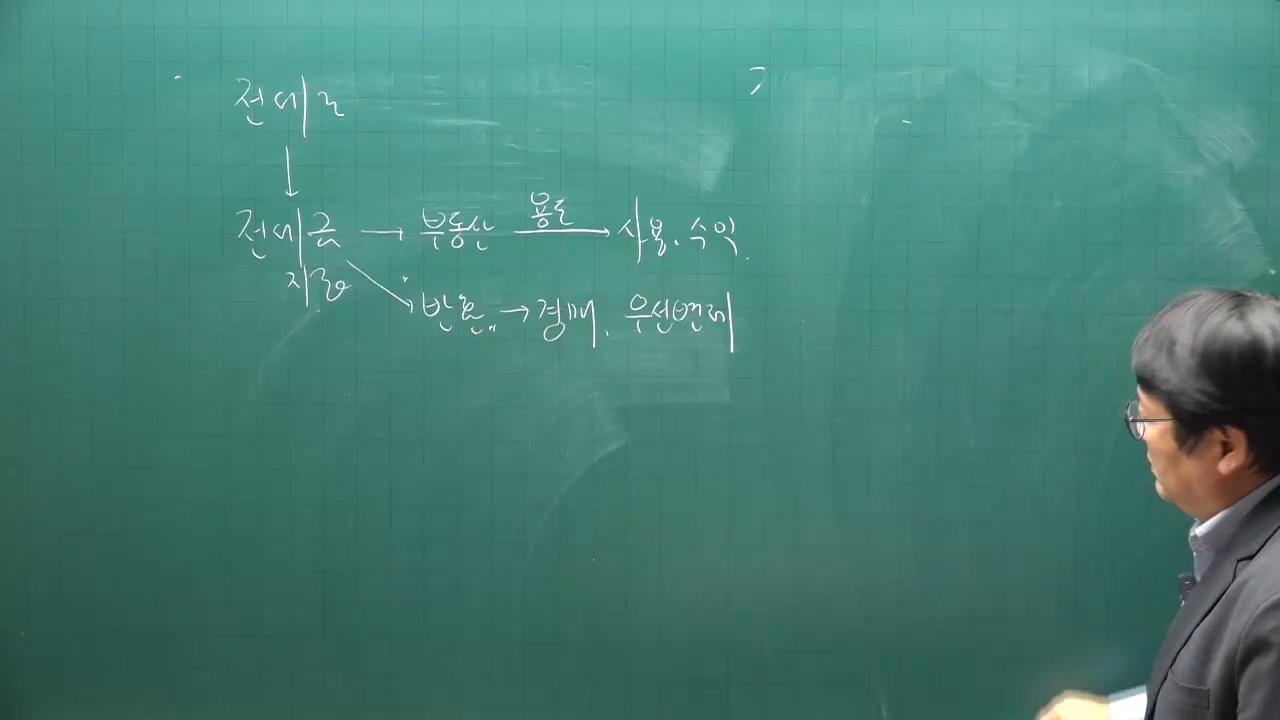 전세ㄱ
전세금 → 부동산 용도 → 사용. 수익.
지급
반환.. → 경매. 우선변제